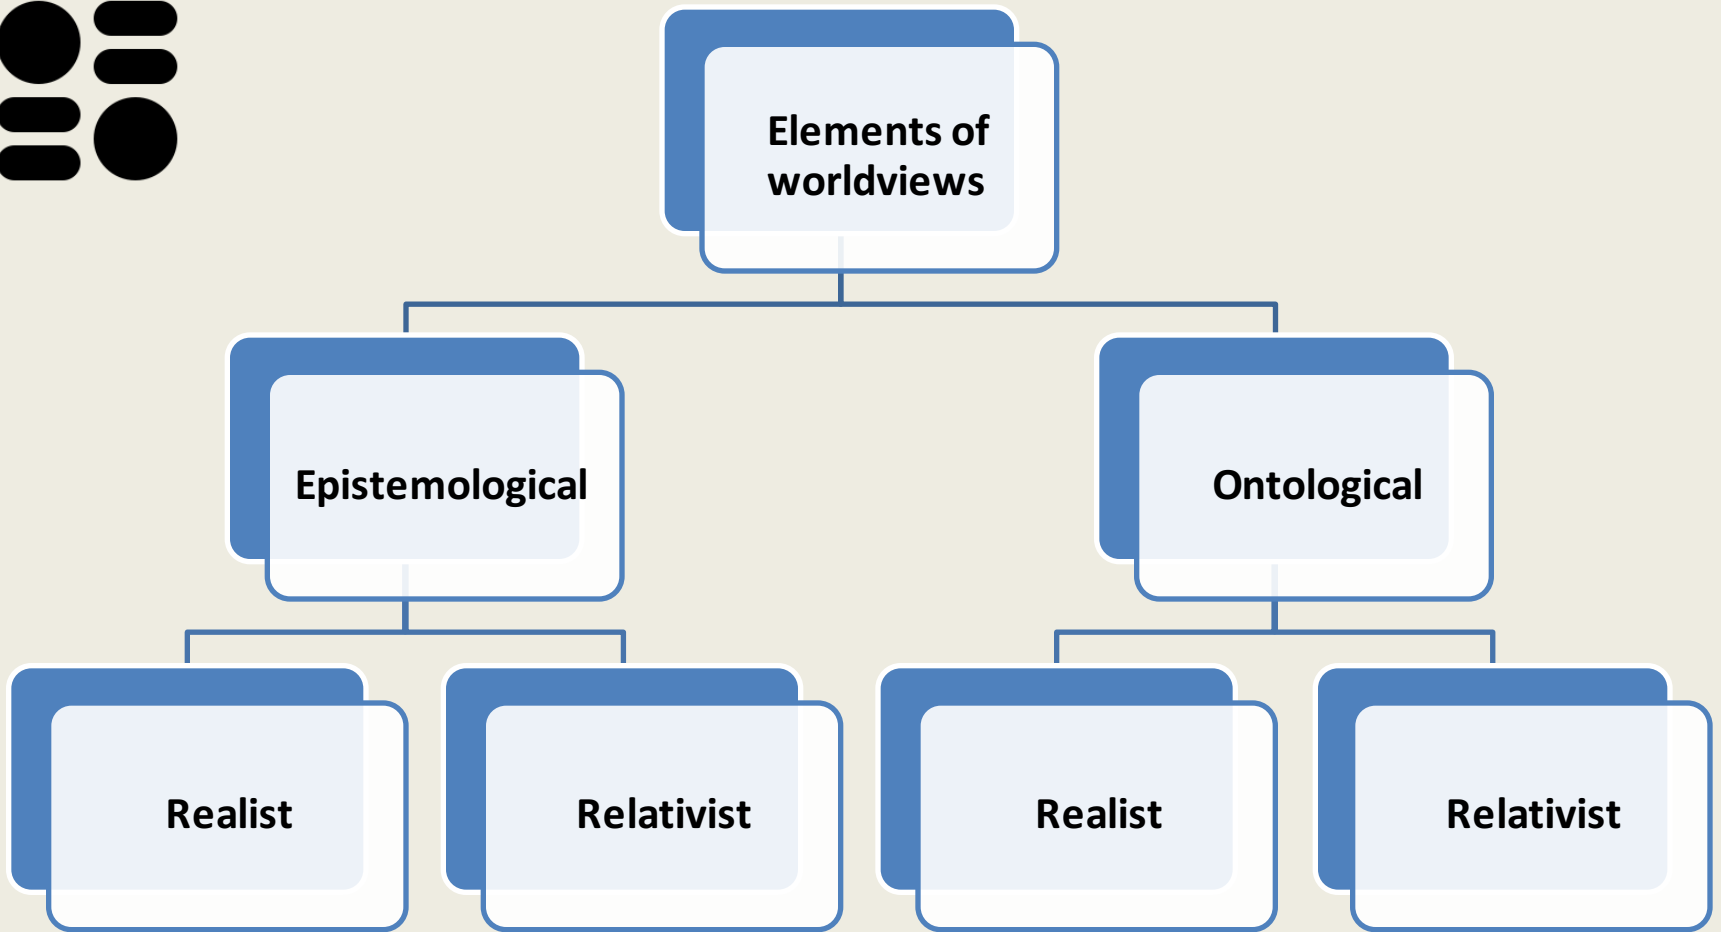 Elements of
worldviews
Epistemological
Ontological
Realist
Relativist
Realist
Relativist